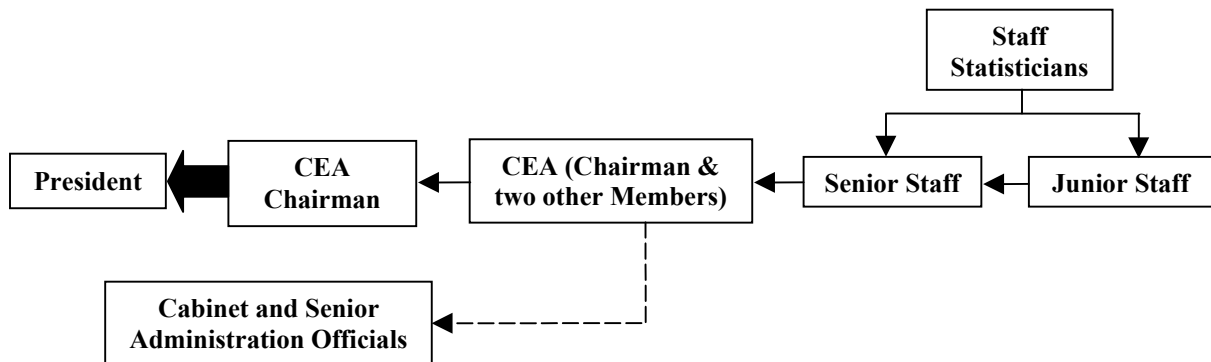 Staff
Statisticians
President
CEA
Chairman
CEA (Chairman &
two other Members)
Senior Staff
Junior Staff
Cabinet and Senior
Administration Officials